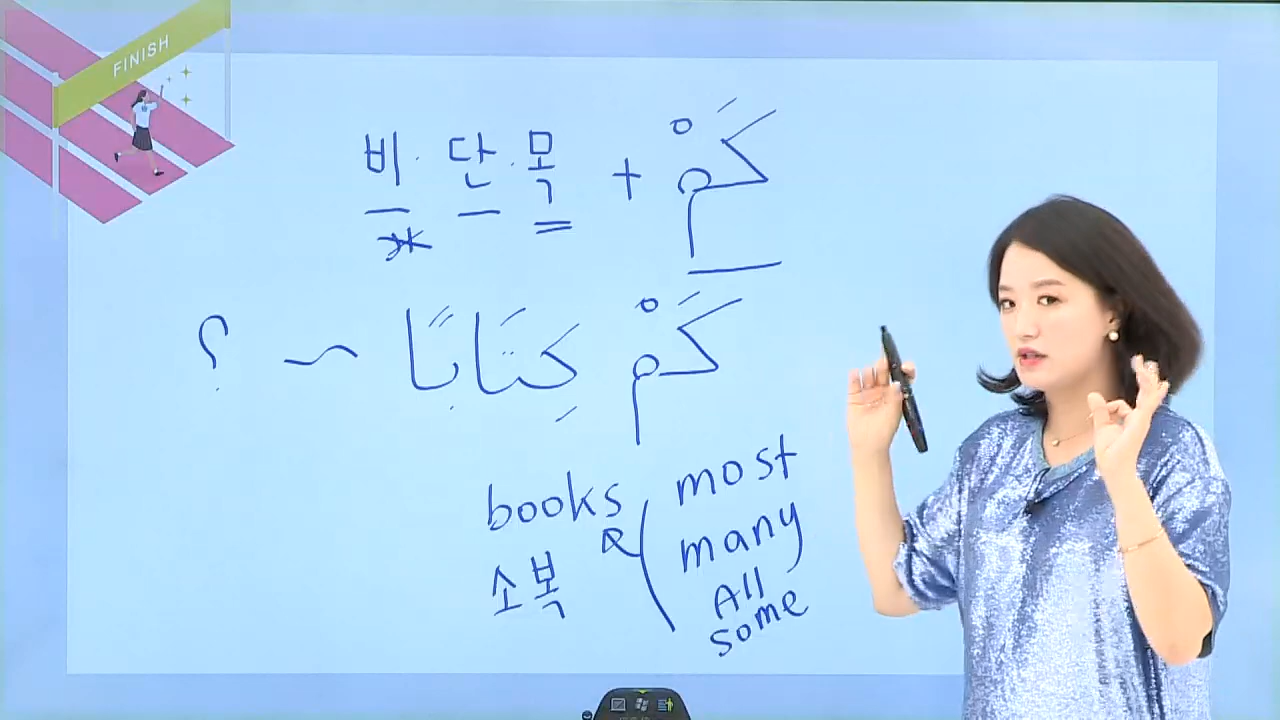 FINISH
비·단·목 + كَمْ
كَمْ كِتَابًا ~ ؟
books most
many
소복 All
some